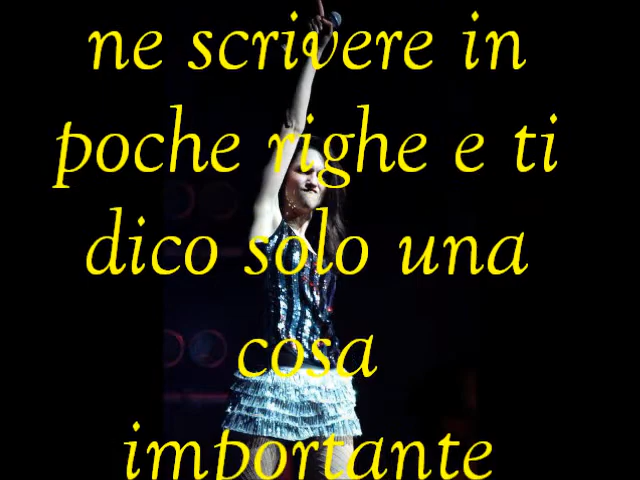 ne scrivere in
poche righe e ti
dico solo una
cosa
importante